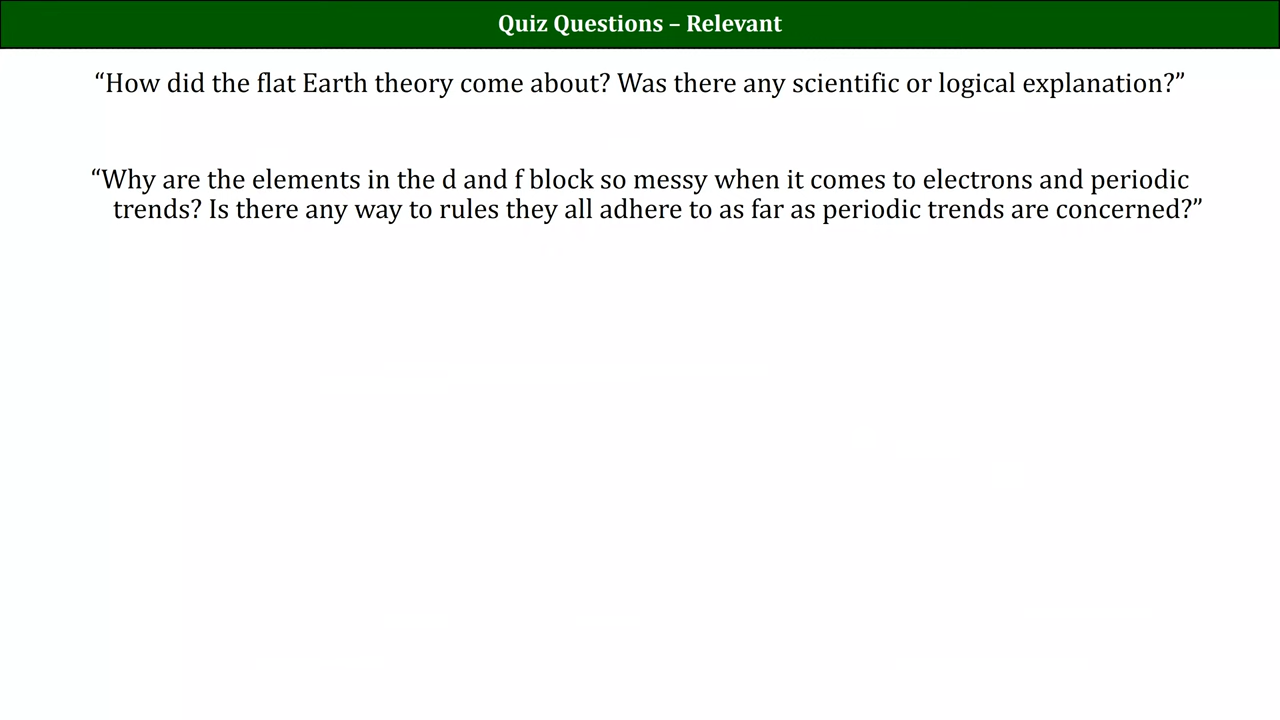 Quiz Questions – Relevant
“How did the flat Earth theory come about? Was there any scientific or logical explanation?”
“Why are the elements in the d and f block so messy when it comes to electrons and periodic
trends? Is there any way to rules they all adhere to as far as periodic trends are concerned?”